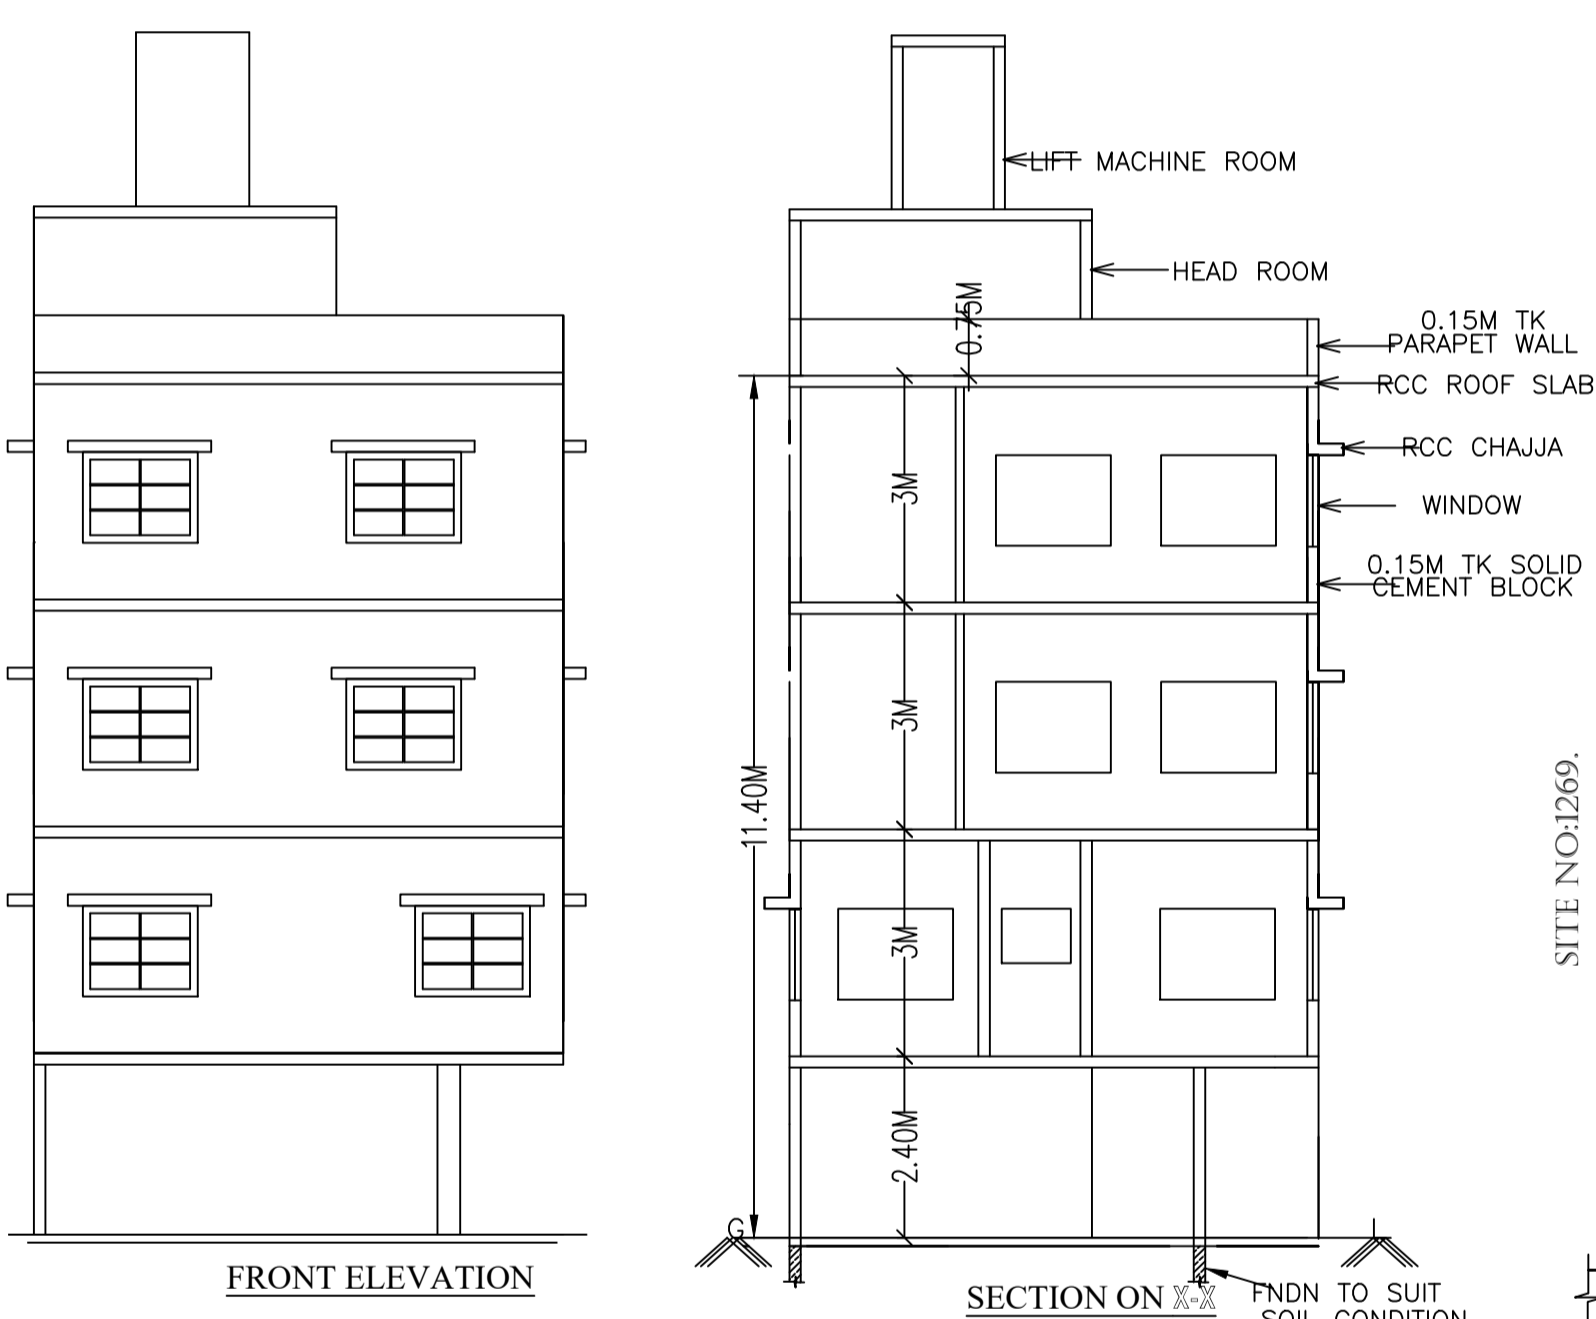 LIFT MACHINE ROOM
HEAD ROOM
0.75M
0.15M TK
PARAPET WALL
RCC ROOF SLAB
RCC CHAJJA
3M
WINDOW
0.15M TK SOLID
CEMENT BLOCK
3M
11.40M
SITE NO:1269.
3M
2.40M
G
L
FRONT ELEVATION
SECTION ON X-X
FNDN TO SUIT
SOIL CONDITION